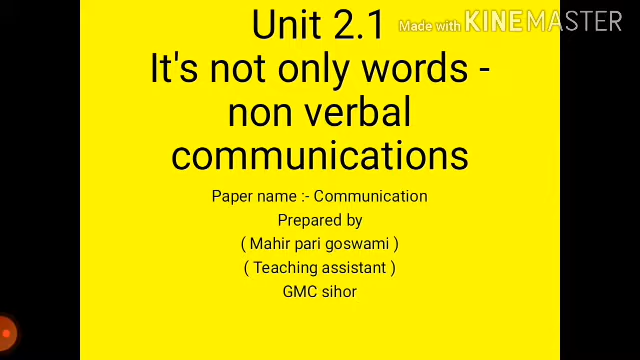 Unit 2.1
Made with KINEMASTER
It's not only words -
non verbal
communications
Paper name :- Communication
Prepared by
( Mahir pari goswami )
( Teaching assistant )
GMC sihor